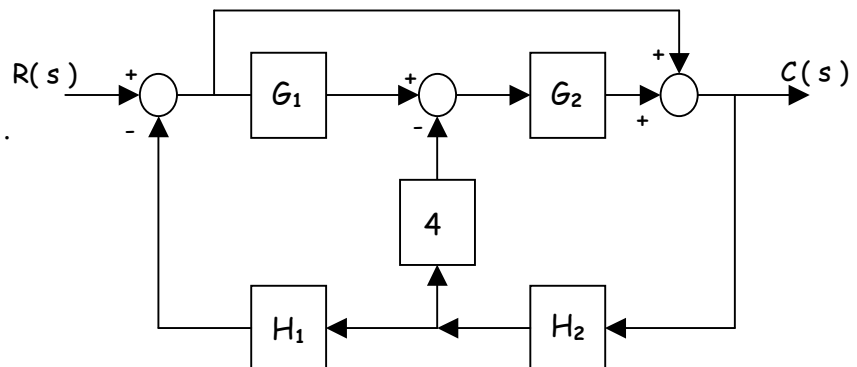 +
R(s) + G₁ + G₂ + C(s)
- - +
.
4
H₁ H₂